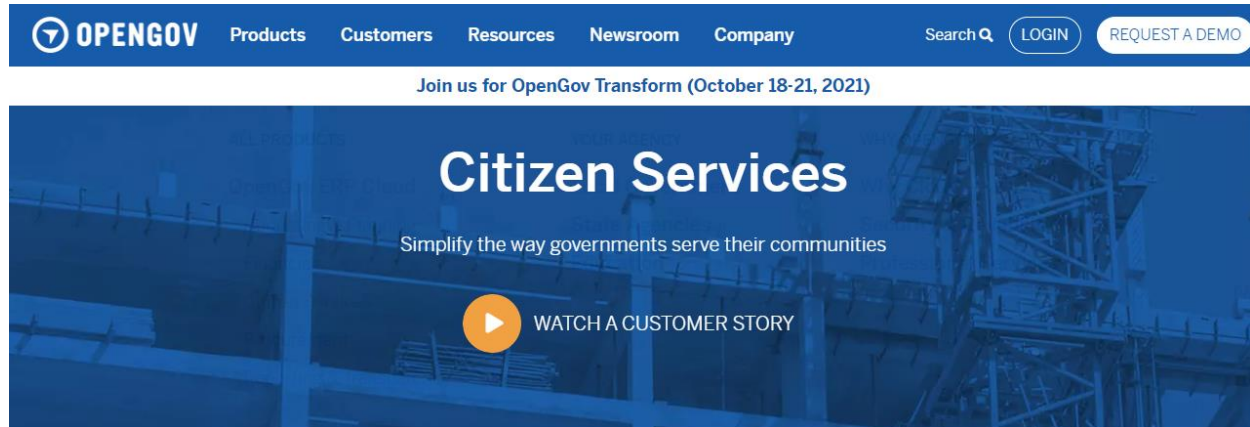 OPENGOV Products Customers Resources Newsroom Company Search LOGIN REQUEST A DEMO
Join us for OpenGov Transform (October 18-21, 2021)
Citizen Services
Simplify the way governments serve their communities
WATCH A CUSTOMER STORY